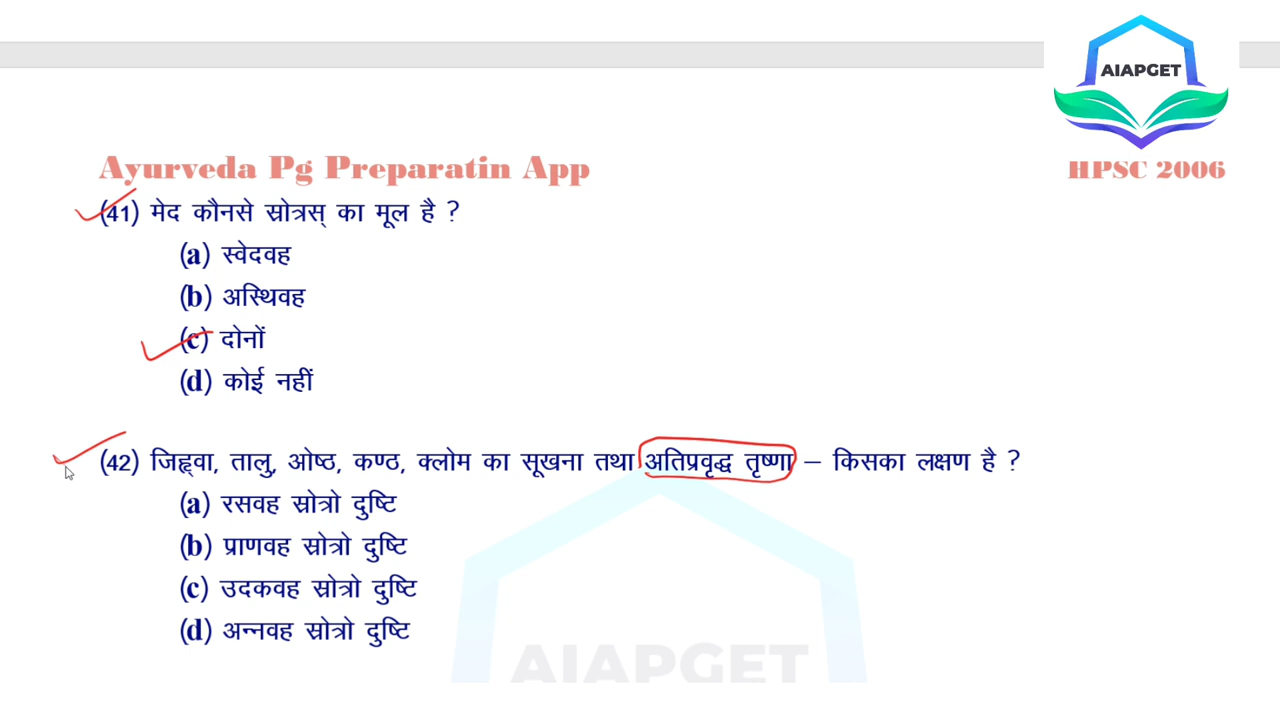 AIAPGET
Ayurveda Pg Preparatin App
HPSC 2006
(41) मेद कौनसे स्रोत्रस् का मूल है ?
(a) स्वेदवह
(b) अस्थिवह
(c) दोनों
(d) कोई नहीं
(42) जिह्वा, तालु, ओष्ठ, कण्ठ, क्लोम का सूखना तथा अतिप्रवृद्ध तृष्णा – किसका लक्षण है ?
(a) रसवह स्रोत्रो दुष्टि
(b) प्राणवह स्रोत्रो दुष्टि
(c) उदकवह स्रोत्रो दुष्टि
(d) अन्नवह स्रोत्रो दुष्टि
AIAPGET